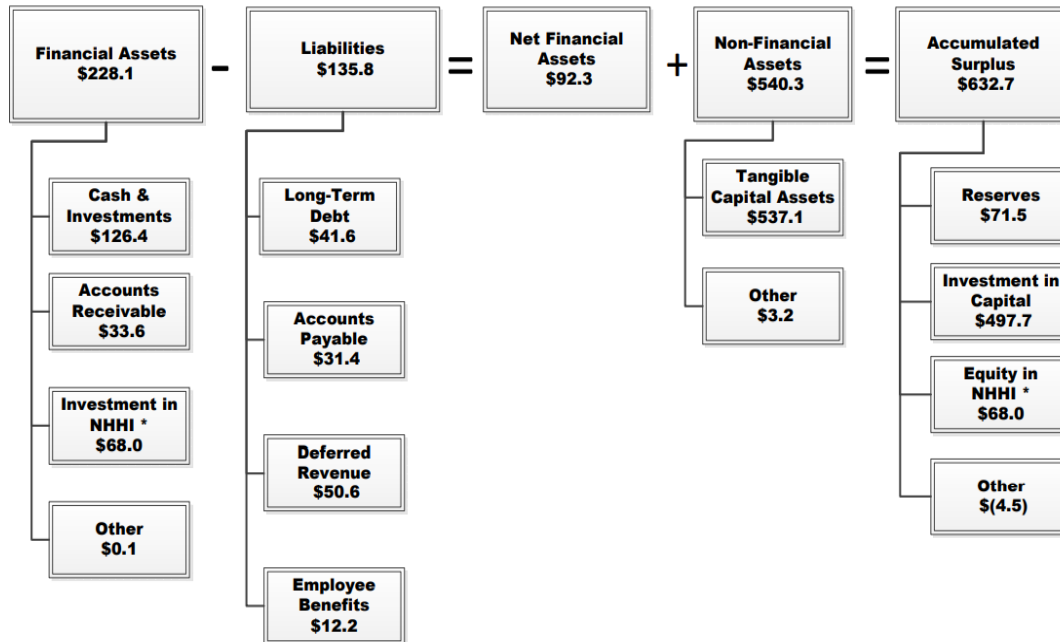 Financial Assets
$228.1
-
Liabilities
$135.8
=
Net Financial
Assets
$92.3
+
Non-Financial
Assets
$540.3
=
Accumulated
Surplus
$632.7
Cash &
Investments
$126.4
Accounts
Receivable
$33.6
Investment in
NHHI *
$68.0
Other
$0.1
Long-Term
Debt
$41.6
Accounts
Payable
$31.4
Deferred
Revenue
$50.6
Employee
Benefits
$12.2
Tangible
Capital Assets
$537.1
Other
$3.2
Reserves
$71.5
Investment in
Capital
$497.7
Equity in
NHHI *
$68.0
Other
$(4.5)